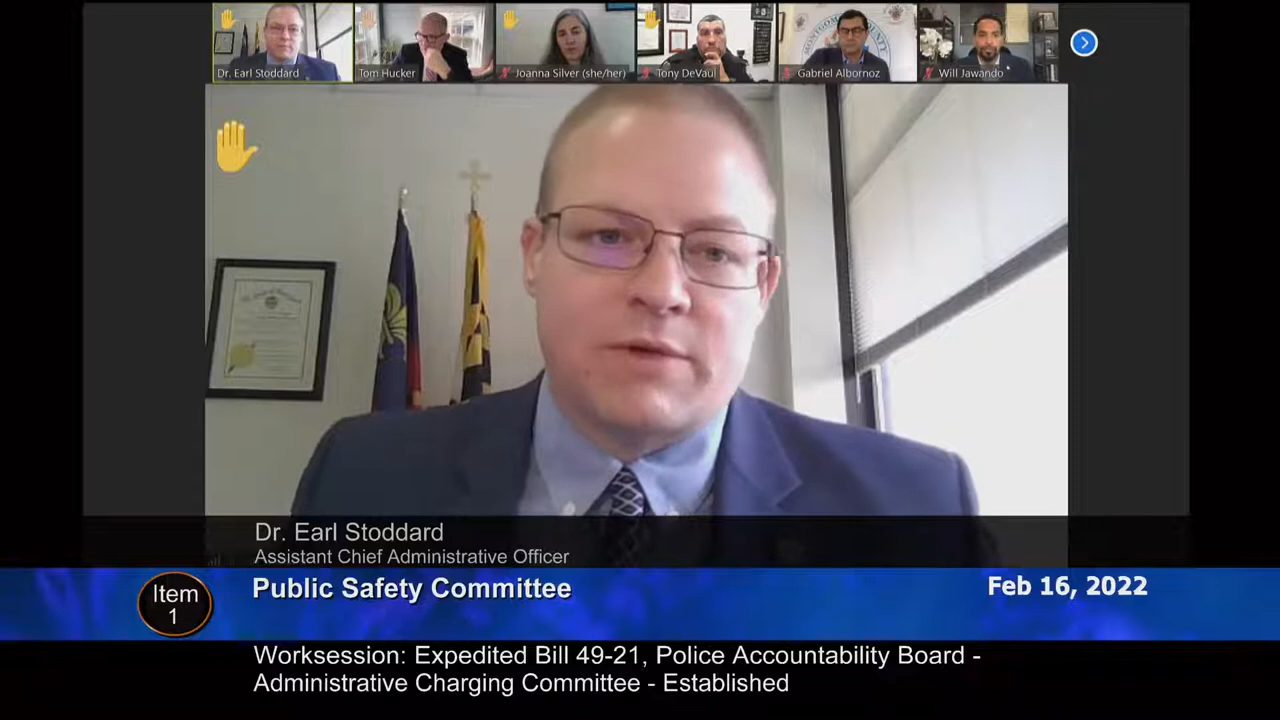 Dr. Earl Stoddard
Tom Hucker
Joanna Silver (she/her)
Tony DeVaul
Gabriel Albornoz
Will Jawando
MONTGOMERY COUNTY
Dr. Earl Stoddard
Assistant Chief Administrative Officer
Item
1
Public Safety Committee
Feb 16, 2022
Worksession: Expedited Bill 49-21, Police Accountability Board -
Administrative Charging Committee - Established